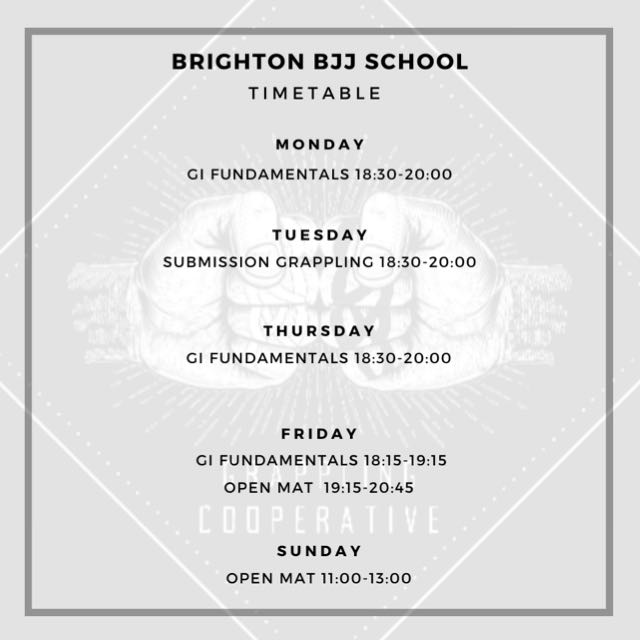 BRIGHTON BJJ SCHOOL
TIMETABLE
MONDAY
GI FUNDAMENTALS 18:30-20:00
TUESDAY
SUBMISSION GRAPPLING 18:30-20:00
THURSDAY
GI FUNDAMENTALS 18:30-20:00
FRIDAY
GI FUNDAMENTALS 18:15-19:15
GRAPPLING
OPEN MAT 19:15-20:45
COOPERATIVE
SUNDAY
OPEN MAT 11:00-13:00